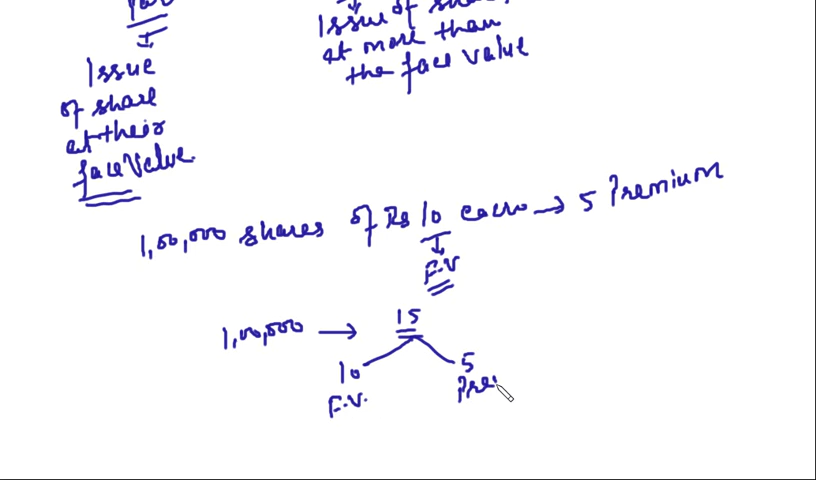 Issue
of share
at their
face Value.
Issue of
at more than
the face value
1,00,000 shares of Rs 10 each → 5 Premium
F.V
1,00,000 → 15
10 5
F.V. Pre